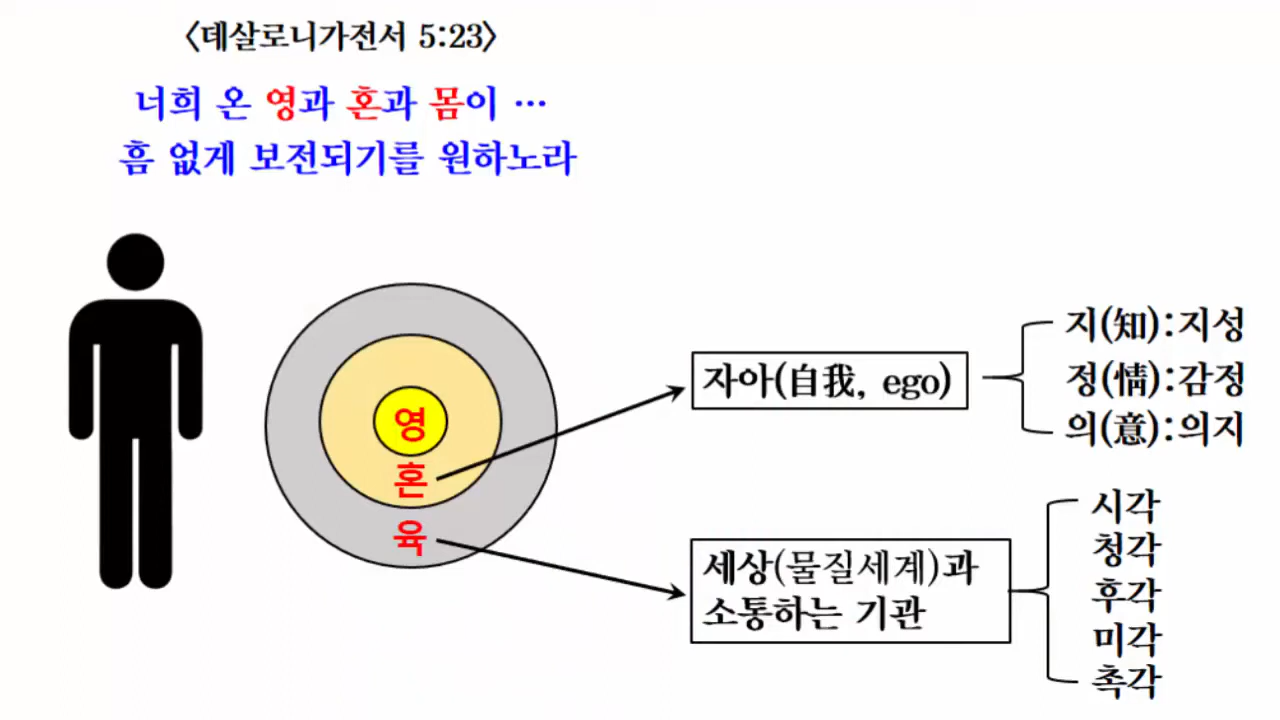 <데살로니가전서 5:23>
너희 온 영과 혼과 몸이 …
흠 없게 보전되기를 원하노라
영
혼
육
자아(自我, ego)
지(知):지성
정(情):감정
의(意):의지
세상(물질세계)과
소통하는 기관
시각
청각
후각
미각
촉각